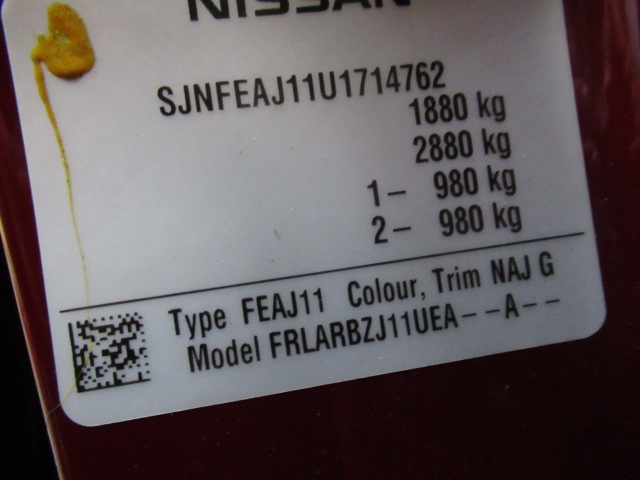 NISSAN
SJNFEAJ11U1714762
1880 kg
2880 kg
1– 980 kg
2– 980 kg
Type FEAJ11 Colour, Trim NAJ G
Model FRLARBZJ11UEA––A––